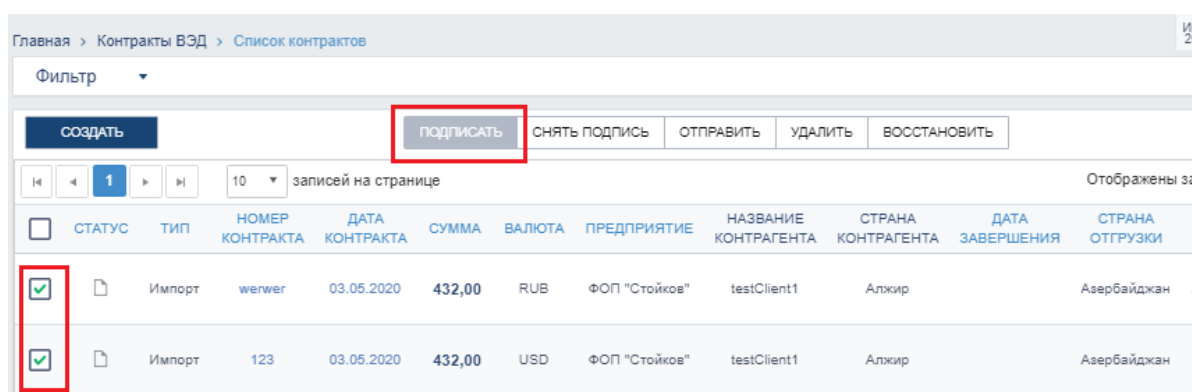 Главная > Контракты ВЭД > Список контрактов
Фильтр
СОЗДАТЬ ПОДПИСАТЬ СНЯТЬ ПОДПИСЬ ОТПРАВИТЬ УДАЛИТЬ ВОССТАНОВИТЬ
1 10 записей на странице Отображены
СТАТУС ТИП НОМЕР КОНТРАКТА ДАТА КОНТРАКТА СУММА ВАЛЮТА ПРЕДПРИЯТИЕ НАЗВАНИЕ КОНТРАГЕНТА СТРАНА КОНТРАГЕНТА ДАТА ЗАВЕРШЕНИЯ СТРАНА ОТГРУЗКИ
Импорт werwer 03.05.2020 432,00 RUB ФОП "Стойков" testClient1 Алжир Азербайджан
Импорт 123 03.05.2020 432,00 USD ФОП "Стойков" testClient1 Алжир Азербайджан